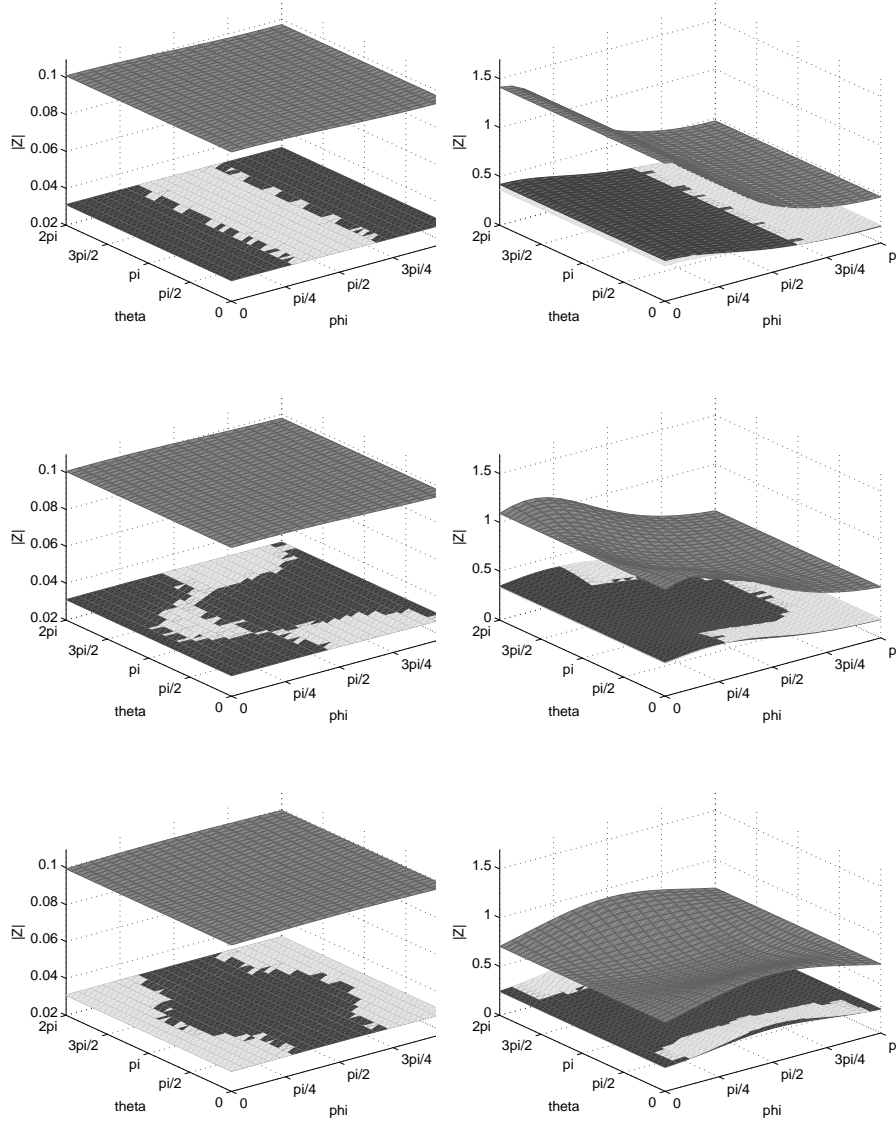 0.1
0.08
0.06
0.04
0.02
|Z|
2pi
3pi/2
pi
pi/2
0
theta
0
pi/4
pi/2
3pi/4
phi
1.5
1
0.5
0
|Z|
2pi
3pi/2
pi
pi/2
0
theta
0
pi/4
pi/2
3pi/4
p
phi
0.1
0.08
0.06
0.04
0.02
|Z|
2pi
3pi/2
pi
pi/2
0
theta
0
pi/4
pi/2
3pi/4
phi
1.5
1
0.5
0
|Z|
2pi
3pi/2
pi
pi/2
0
theta
0
pi/4
pi/2
3pi/4
p
phi
0.1
0.08
0.06
0.04
0.02
|Z|
2pi
3pi/2
pi
pi/2
0
theta
0
pi/4
pi/2
3pi/4
phi
1.5
1
0.5
0
|Z|
2pi
3pi/2
pi
pi/2
0
theta
0
pi/4
pi/2
3pi/4
p
phi